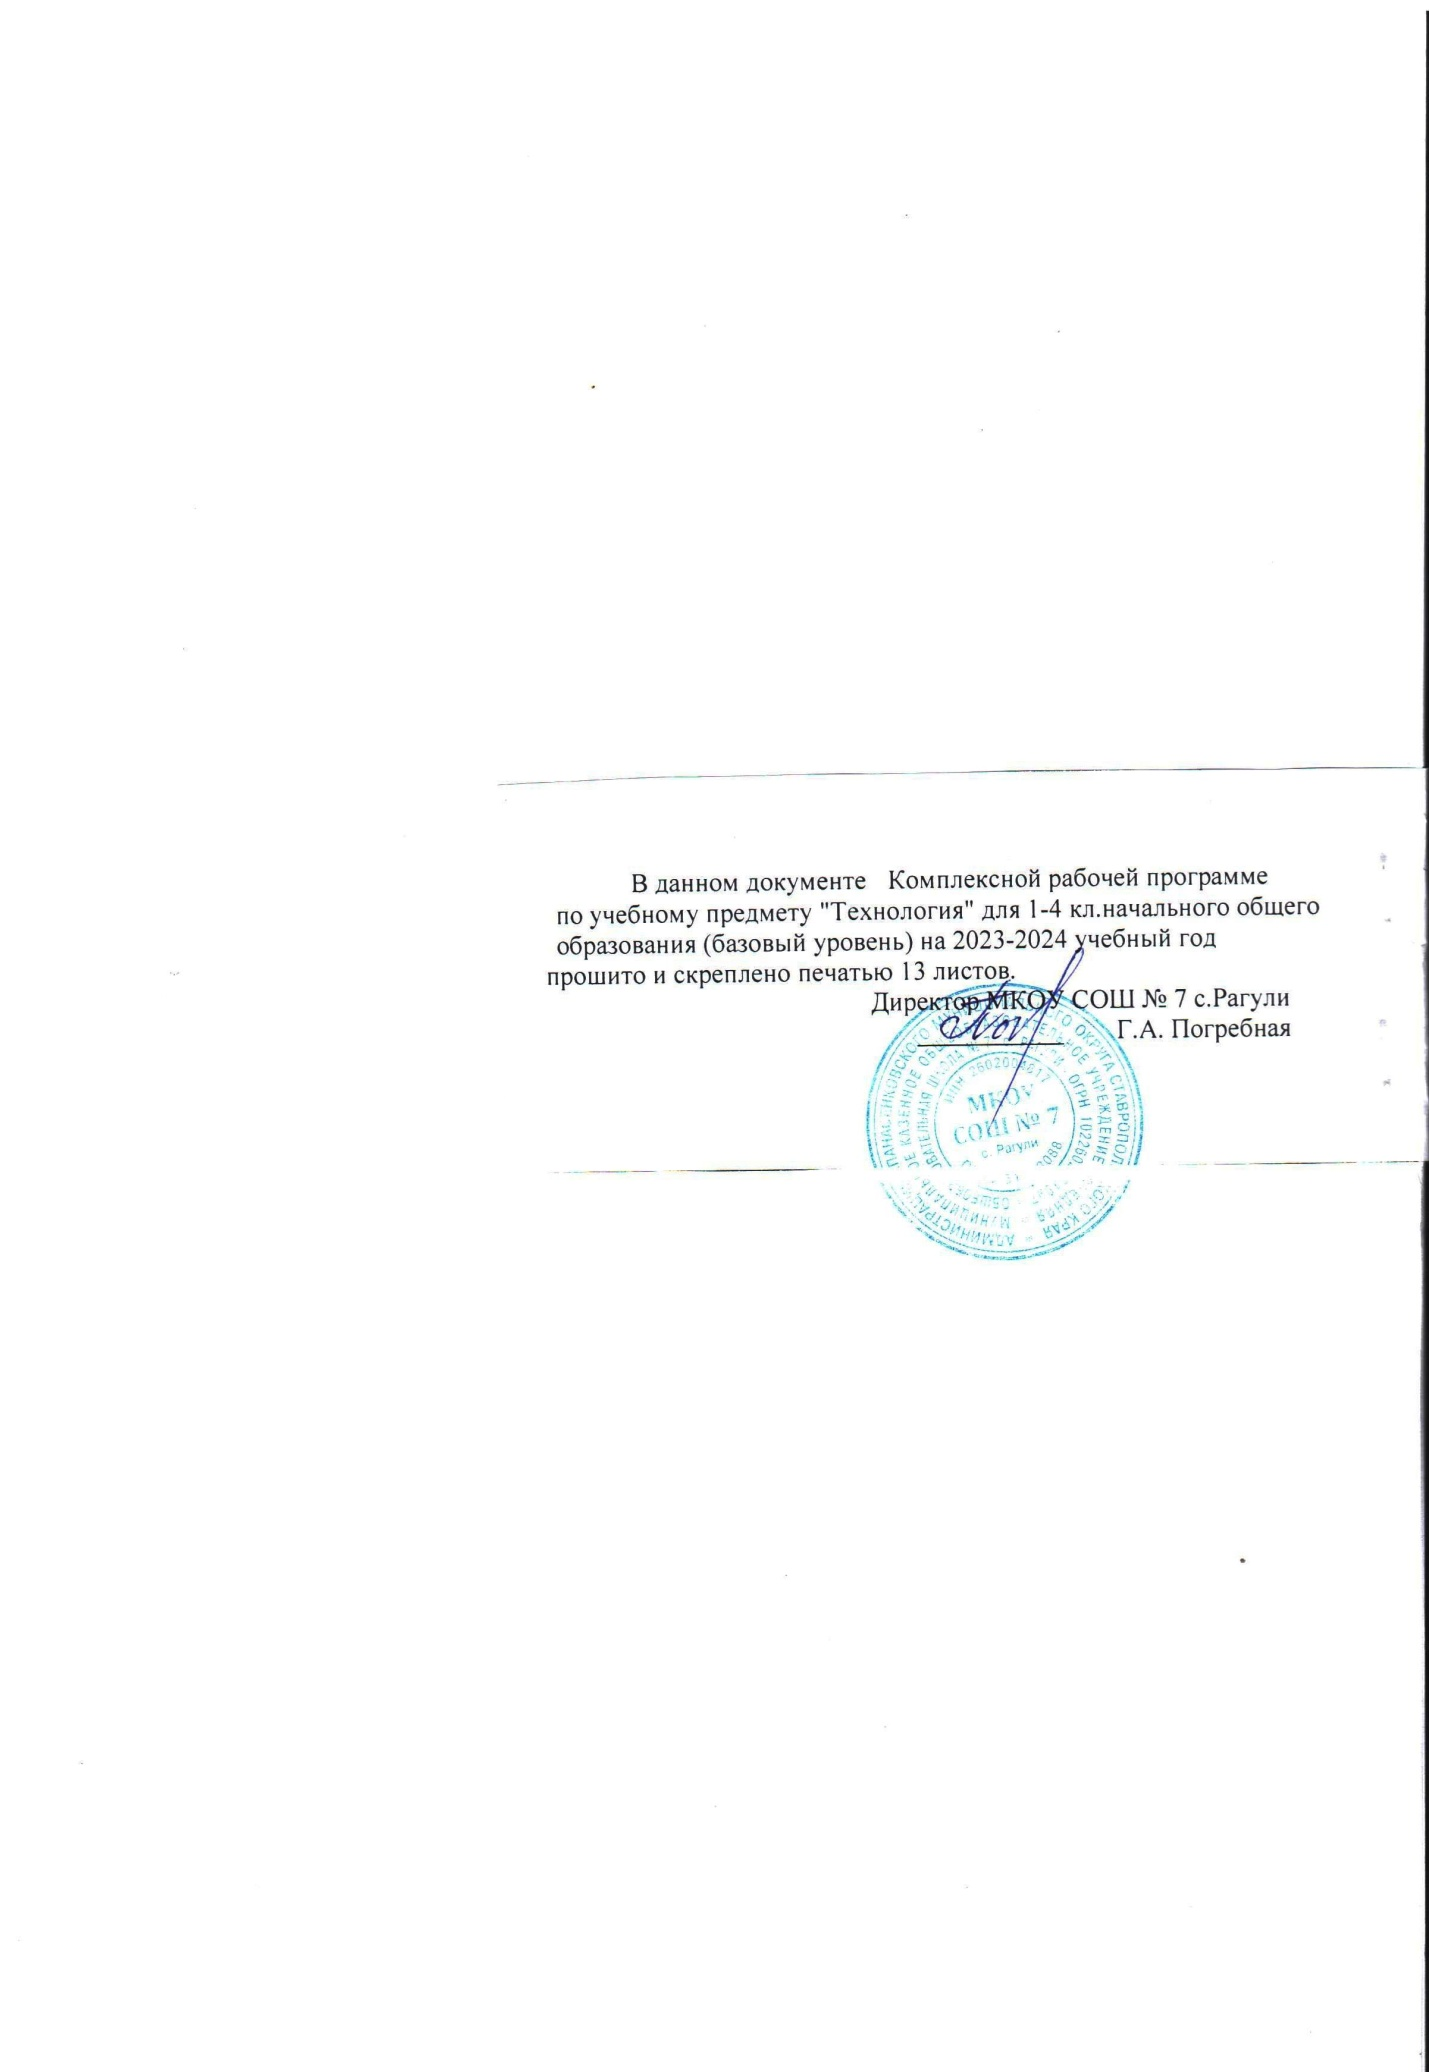 В данном документе Комплексной рабочей программе
по учебному предмету "Технология" для 1-4 кл.начального общего
образования (базовый уровень) на 2023-2024 учебный год
прошито и скреплено печатью 13 листов.
Директор МКОУ СОШ № 7 с.Рагули
Г.А. Погребная
МКОУ
СОШ № 7
с. Рагули